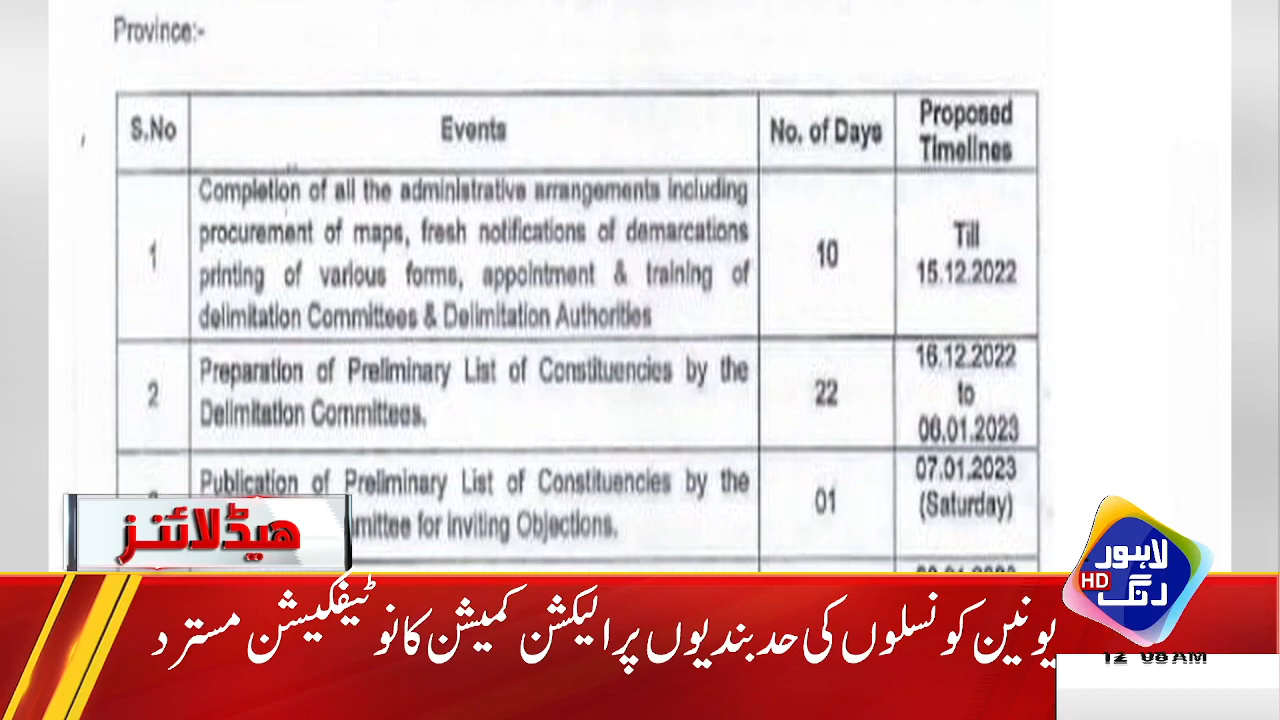 Province:-
S.No Events No. of Days Proposed Timelines
1 Completion of all the administrative arrangements including 10 Till 15.12.2022
procurement of maps, fresh notifications of demarcations
printing of various forms, appointment & training of
delimitation Committees & Delimitation Authorities
2 Preparation of Preliminary List of Constituencies by the 22 16.12.2022 to 06.01.2023
Delimitation Committees.
Publication of Preliminary List of Constituencies by the 01 07.01.2023 (Saturday)
for inviting Objections.
ہیڈلائنز
لاہور
رنگ
HD
یونین کونسلوں کی حد بندیوں پر الیکشن کمیشن کا نوٹیفکیشن مسترد
12 08 AM